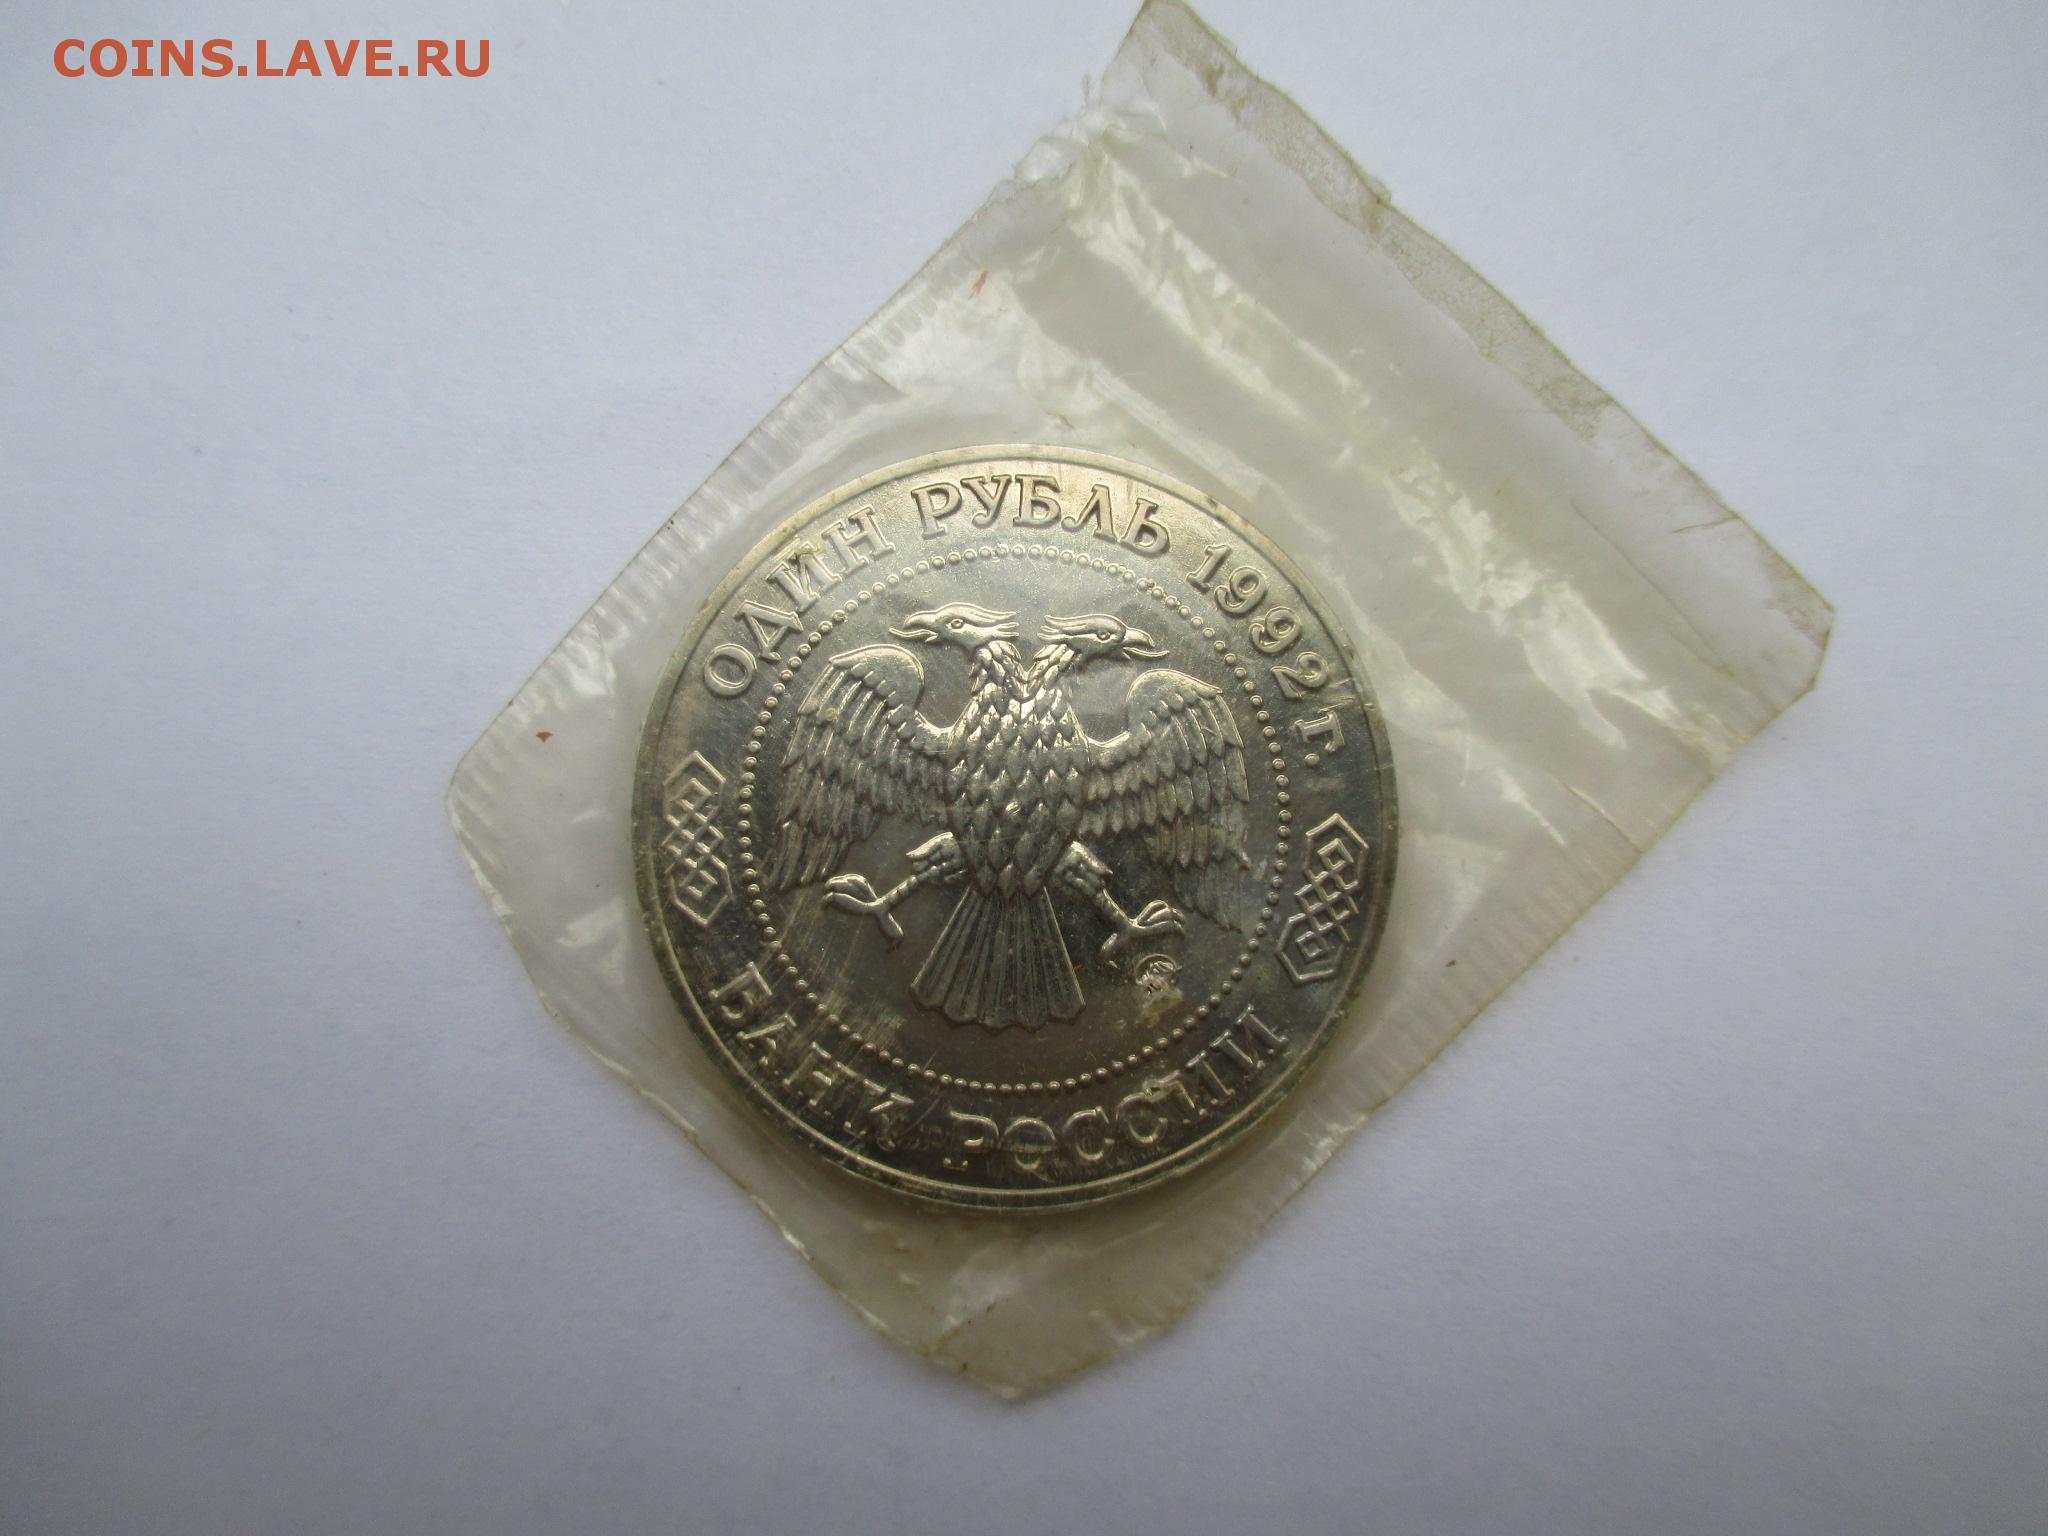 COINS.LAVE.RU
ОДИН РУБЛЬ 1992 г.
БАНК РОССИИ